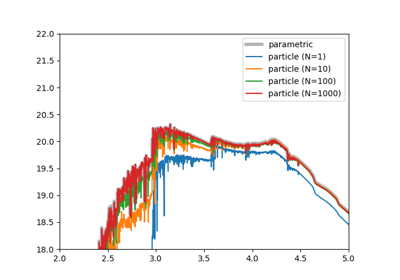 22.0
21.5
21.0
20.5
20.0
19.5
19.0
18.5
18.0
2.0 2.5 3.0 3.5 4.0 4.5 5.0
parametric
particle (N=1)
particle (N=10)
particle (N=100)
particle (N=1000)